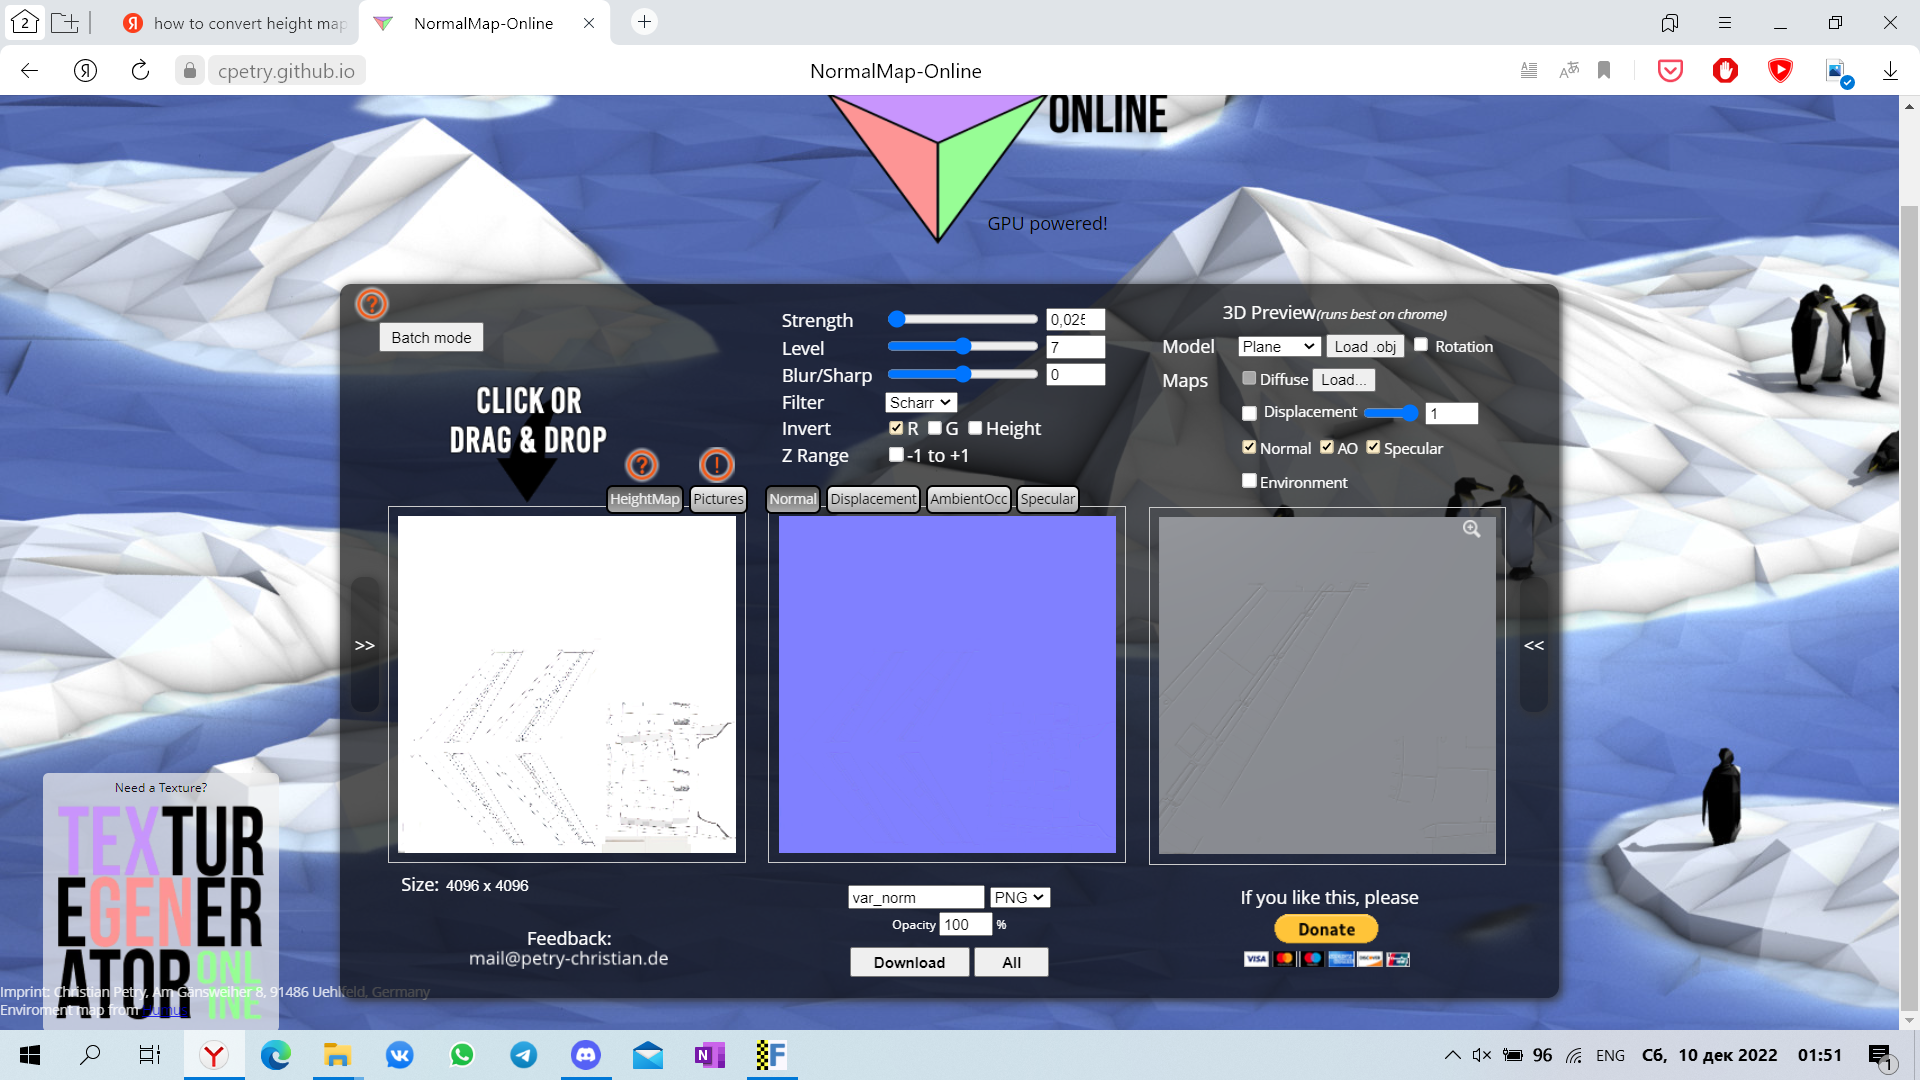 2
how to convert height map
NormalMap-Online
cpetry.github.io
NormalMap-Online
ONLINE
GPU powered!
Batch mode
CLICK OR
DRAG & DROP
HeightMap
Pictures
Strength
0,025
Level
7
Blur/Sharp
0
Filter
Scharr
Invert
R
G
Height
Z Range
-1 to +1
Normal
Displacement
AmbientOcc
Specular
3D Preview(runs best on chrome)
Model
Plane
Load .obj
Rotation
Maps
Diffuse
Load...
Displacement
1
Normal
AO
Specular
Environment
>>
<<
Size: 4096 x 4096
Feedback:
mail@petry-christian.de
var_norm
PNG
Opacity 100 %
Download
All
If you like this, please
Donate
VISA
DISCOVER
Need a Texture?
TEXTUR
EGENER
ATOR ONL
INE
Imprint: Christian Petry, Am Gänsweiher 8, 91486 Uehlfeld, Germany
Enviroment map from
96
ENG
Сб, 10 дек 2022
01:51
1